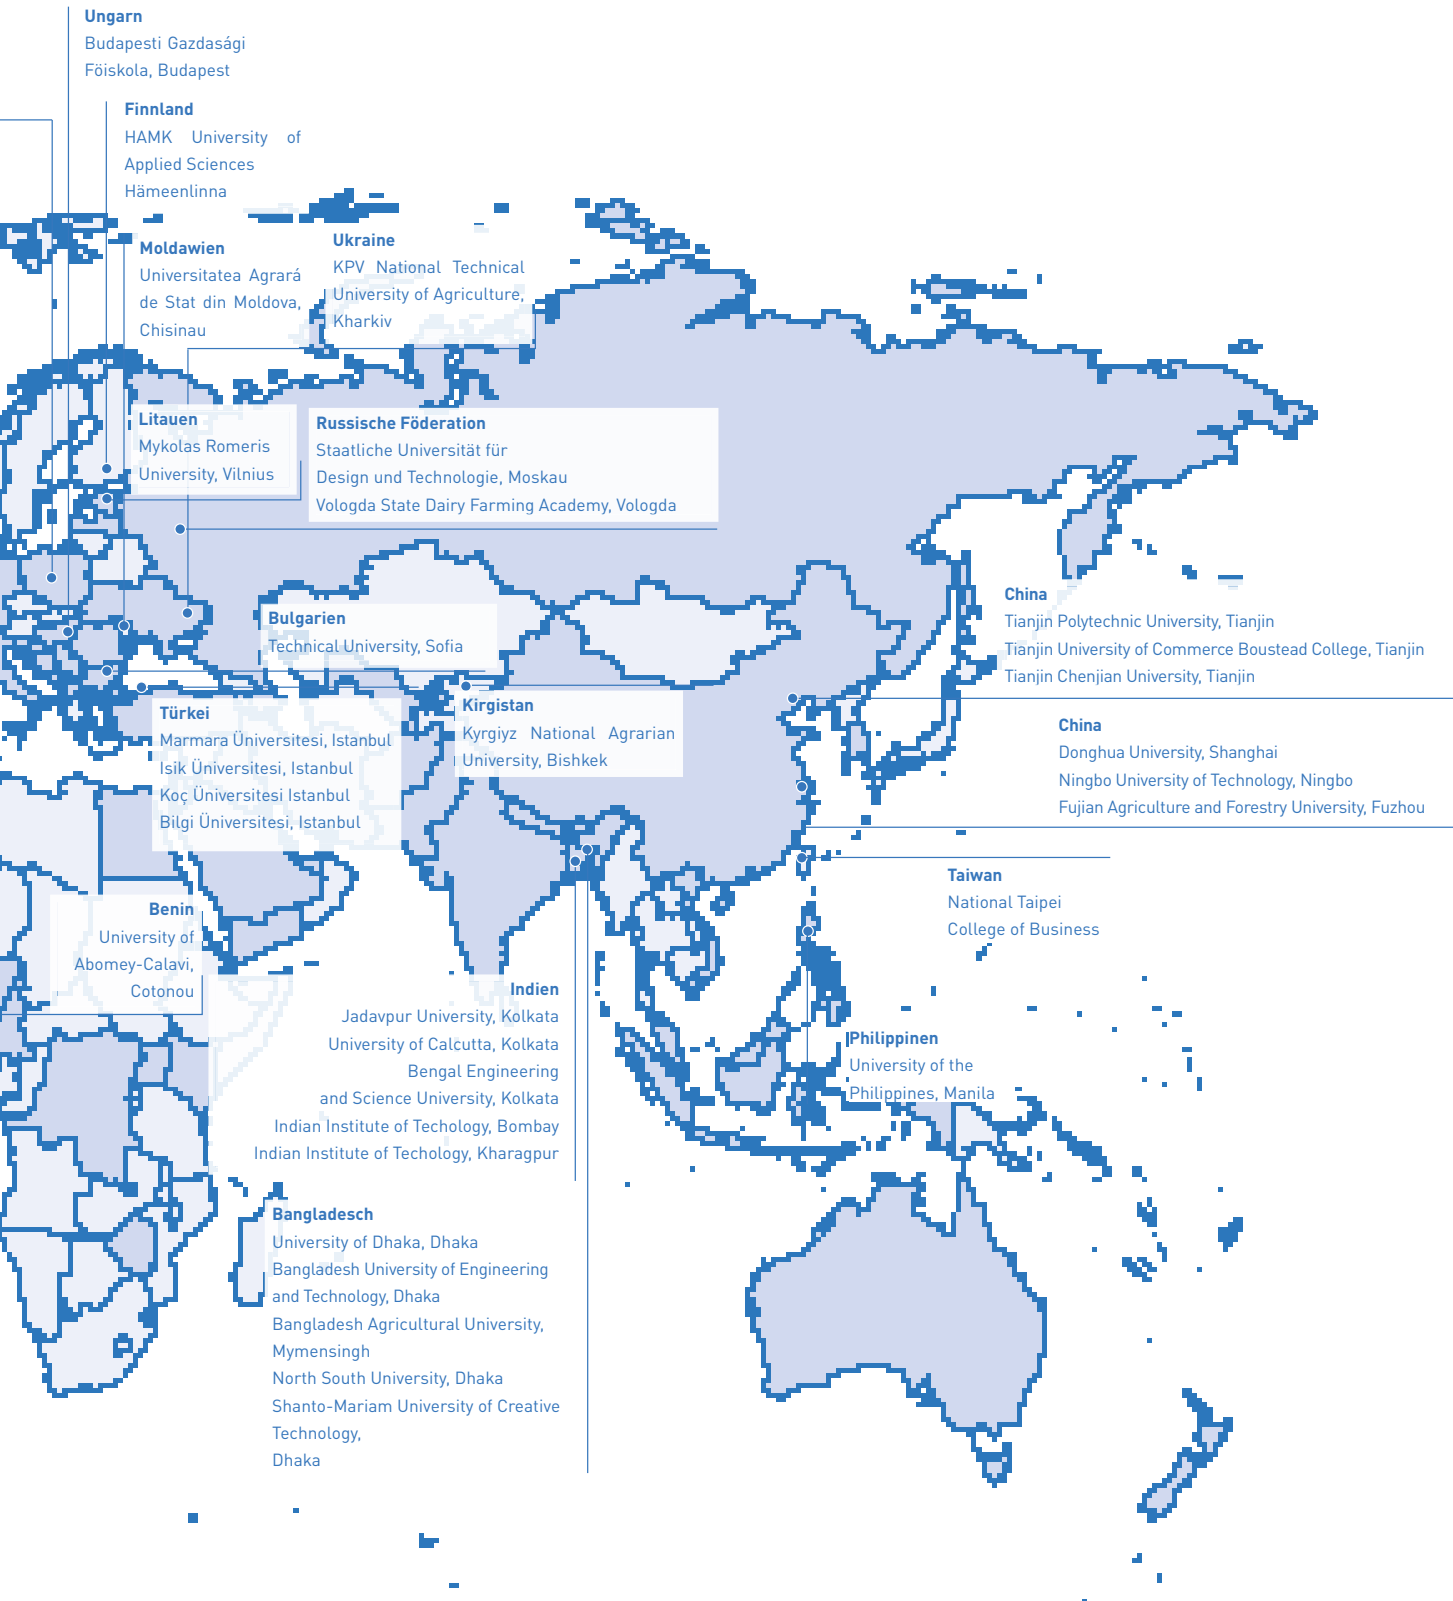 Ungarn
Budapesti Gazdasági
Föiskola, Budapest
Finnland
HAMK University of
Applied Sciences
Hämeenlinna
Moldawien
Universitatea Agrará
de Stat din Moldova,
Chisinau
Ukraine
KPV National Technical
University of Agriculture,
Kharkiv
Litauen
Mykolas Romeris
University, Vilnius
Russische Föderation
Staatliche Universität für
Design und Technologie, Moskau
Vologda State Dairy Farming Academy, Vologda
Bulgarien
Technical University, Sofia
China
Tianjin Polytechnic University, Tianjin
Tianjin University of Commerce Boustead College, Tianjin
Tianjin Chenjian University, Tianjin
Türkei
Marmara Üniversitesi, Istanbul
Isik Üniversitesi, Istanbul
Koç Üniversitesi Istanbul
Bilgi Üniversitesi, Istanbul
Kirgistan
Kyrgiyz National Agrarian
University, Bishkek
China
Donghua University, Shanghai
Ningbo University of Technology, Ningbo
Fujian Agriculture and Forestry University, Fuzhou
Taiwan
National Taipei
College of Business
Benin
University of
Abomey-Calavi,
Cotonou
Indien
Jadavpur University, Kolkata
University of Calcutta, Kolkata
Bengal Engineering
and Science University, Kolkata
Indian Institute of Techology, Bombay
Indian Institute of Techology, Kharagpur
Philippinen
University of the
Philippines, Manila
Bangladesch
University of Dhaka, Dhaka
Bangladesh University of Engineering
and Technology, Dhaka
Bangladesh Agricultural University,
Mymensingh
North South University, Dhaka
Shanto-Mariam University of Creative
Technology,
Dhaka